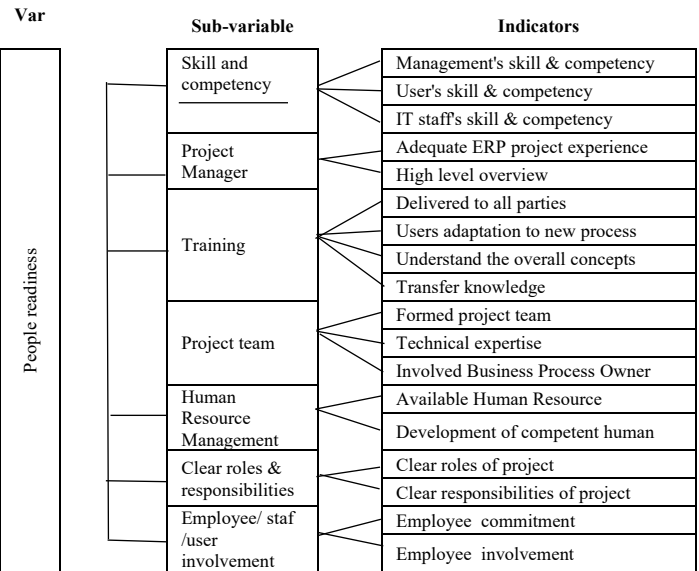 Var
Sub-variable
Indicators
People readiness
Skill and
competency
Management's skill & competency
User's skill & competency
IT staff's skill & competency
Project
Manager
Adequate ERP project experience
High level overview
Training
Delivered to all parties
Users adaptation to new process
Understand the overall concepts
Transfer knowledge
Project team
Formed project team
Technical expertise
Involved Business Process Owner
Human
Resource
Management
Available Human Resource
Development of competent human
Clear roles &
responsibilities
Clear roles of project
Clear responsibilities of project
Employee/ staf
/user
involvement
Employee commitment
Employee involvement